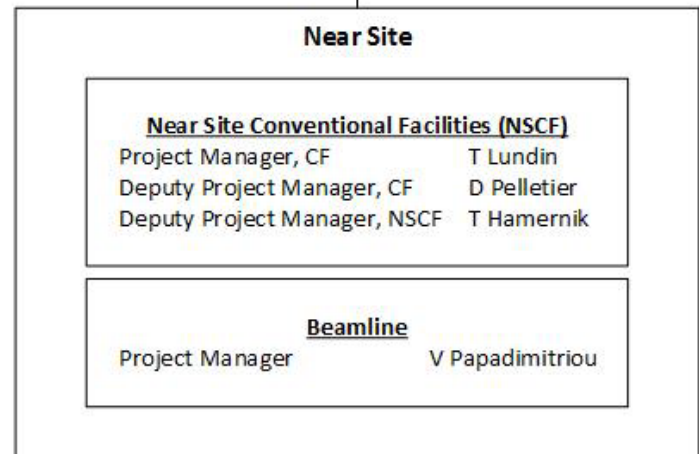 Near Site
Near Site Conventional Facilities (NSCF)
Project Manager, CF T Lundin
Deputy Project Manager, CF D Pelletier
Deputy Project Manager, NSCF T Hamernik
Beamline
Project Manager V Papadimitriou